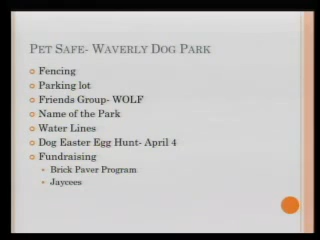 PET SAFE- WAVERLY DOG PARK
Fencing
Parking lot
Friends Group- WOLF
Name of the Park
Water Lines
Dog Easter Egg Hunt- April 4
Fundraising
Brick Paver Program
Jaycees